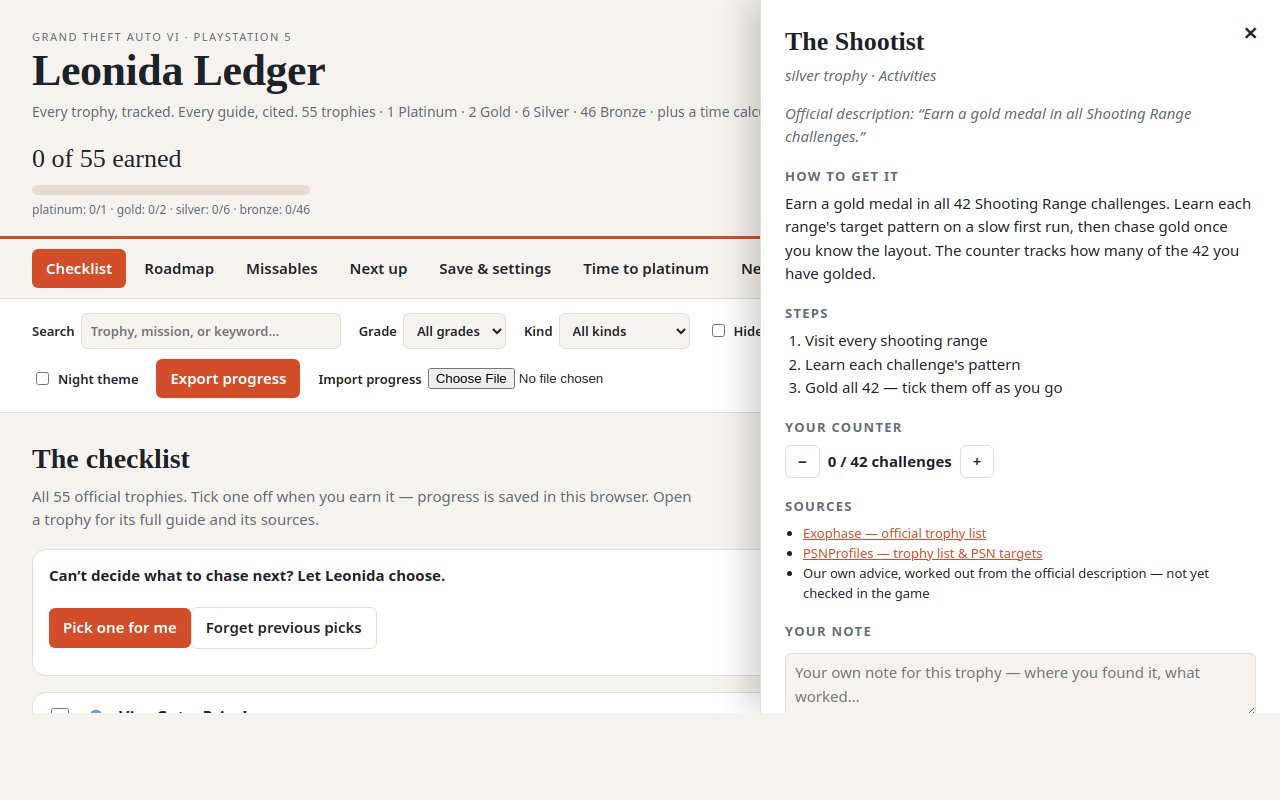 GRAND THEFT AUTO VI · PLAYSTATION 5
Leonida Ledger
Every trophy, tracked. Every guide, cited. 55 trophies · 1 Platinum · 2 Gold · 6 Silver · 46 Bronze · plus a time
0 of 55 earned
platinum: 0/1 · gold: 0/2 · silver: 0/6 · bronze: 0/46
Checklist Roadmap Missables Next up Save & settings Time to platinum
Search Trophy, mission, or keyword... Grade All grades Kind All kinds Hide
Night theme Export progress Import progress Choose File No file chosen
The checklist
All 55 official trophies. Tick one off when you earn it — progress is saved in this browser. Open
a trophy for its full guide and its sources.
Can’t decide what to chase next? Let Leonida choose.
Pick one for me Forget previous picks
The Shootist
✕
silver trophy · Activities
Official description: “Earn a gold medal in all Shooting Range
challenges.”
HOW TO GET IT
Earn a gold medal in all 42 Shooting Range challenges. Learn each
range's target pattern on a slow first run, then chase gold once
you know the layout. The counter tracks how many of the 42 you
have golded.
STEPS
1. Visit every shooting range
2. Learn each challenge's pattern
3. Gold all 42 — tick them off as you go
YOUR COUNTER
− 0 / 42 challenges +
SOURCES
Exophase — official trophy list
PSNProfiles — trophy list & PSN targets
Our own advice, worked out from the official description — not yet
checked in the game
YOUR NOTE
Your own note for this trophy — where you found it, what
worked...